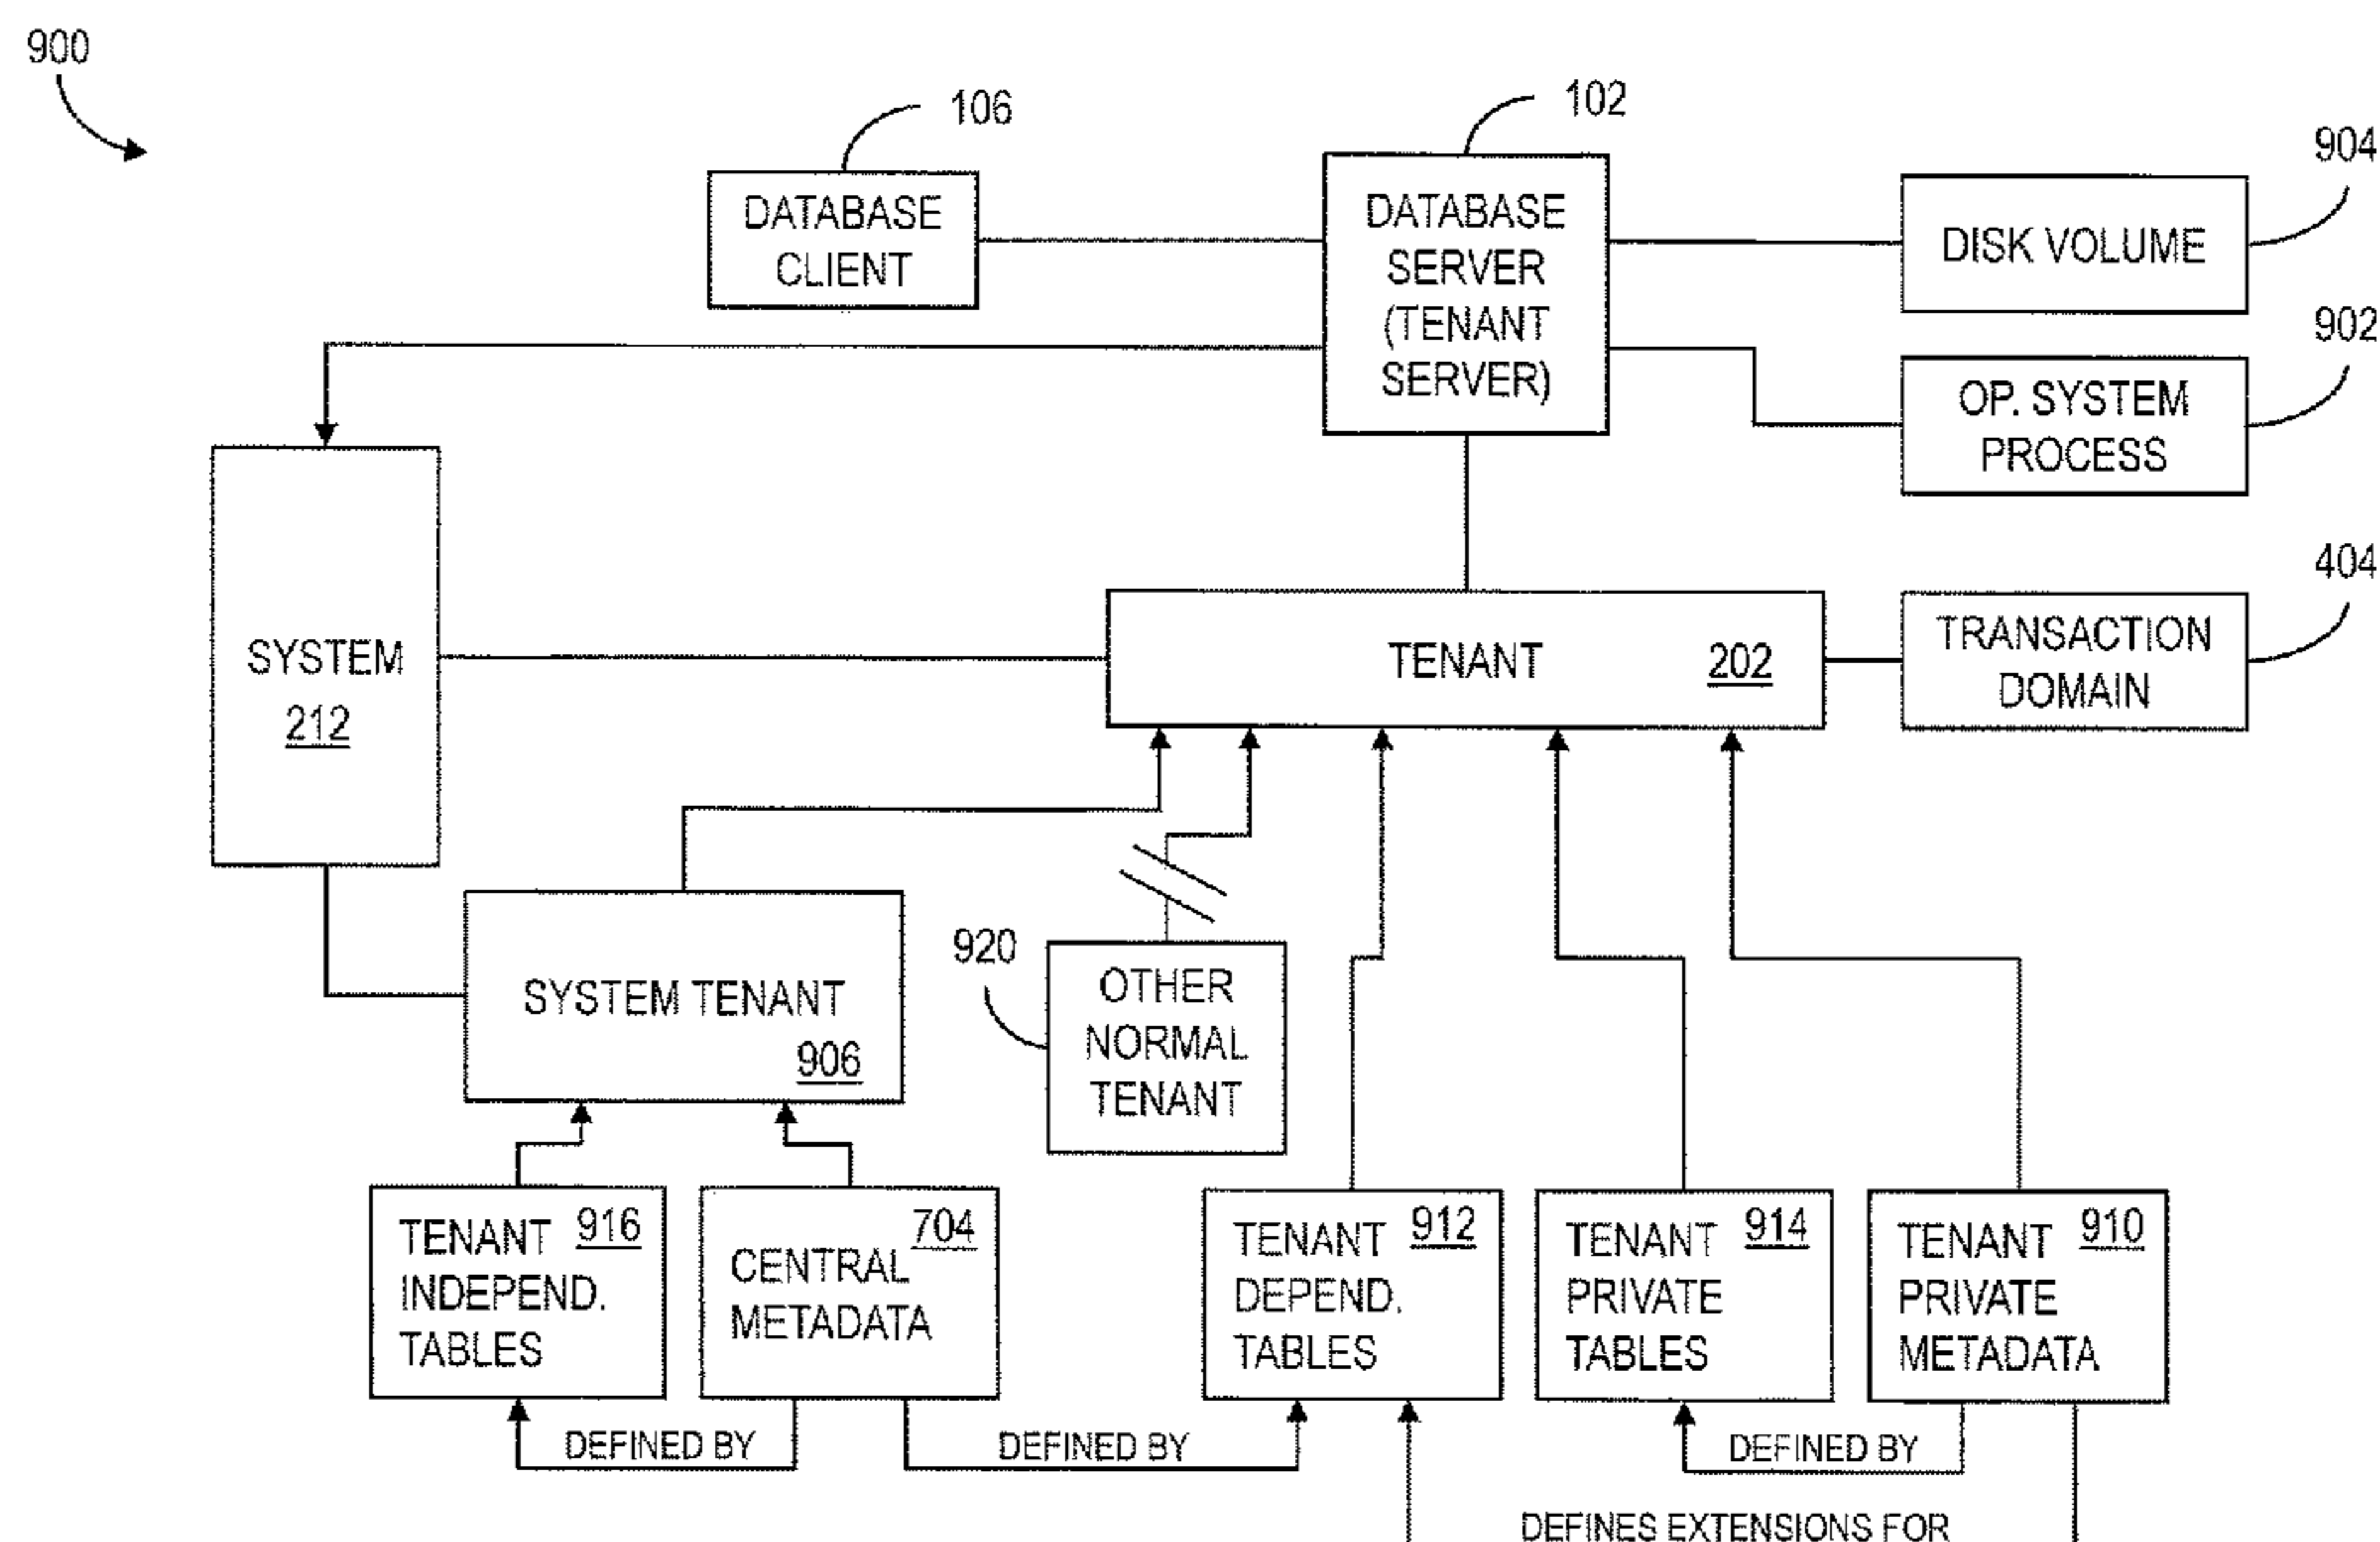 900
106
102
904
DATABASE
CLIENT
DATABASE
SERVER
(TENANT
SERVER)
DISK VOLUME
902
OP. SYSTEM
PROCESS
404
SYSTEM
212
TENANT 202
TRANSACTION
DOMAIN
SYSTEM TENANT
906
920
OTHER
NORMAL
TENANT
TENANT 916
INDEPEND.
TABLES
704
CENTRAL
METADATA
TENANT 912
DEPEND.
TABLES
TENANT 914
PRIVATE
TABLES
TENANT 910
PRIVATE
METADATA
DEFINED BY
DEFINED BY
DEFINED BY
DEFINES EXTENSIONS FOR